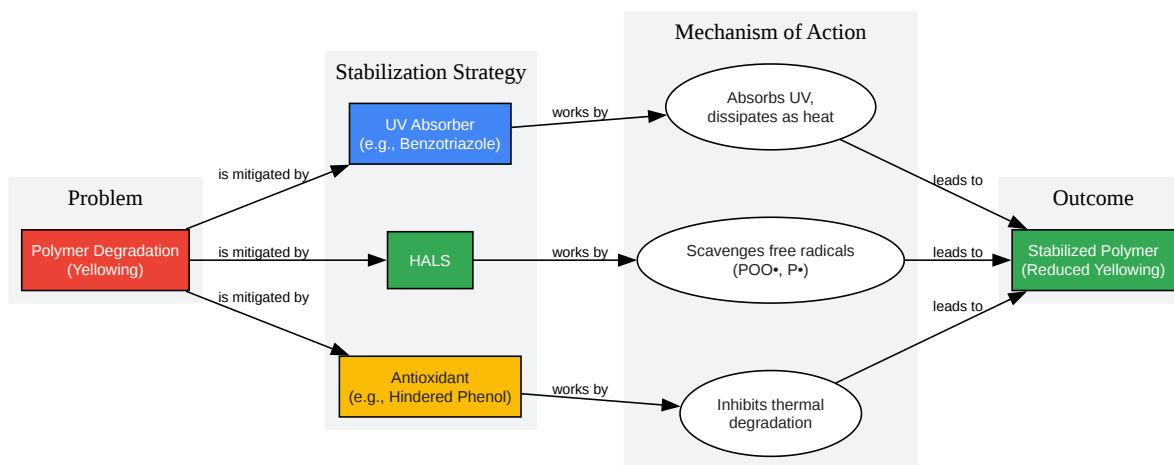 Mechanism of Action
Stabilization Strategy
Absorbs UV,
dissipates as heat
works by
UV Absorber
(e.g., Benzotriazole)
is mitigated by
leads to
Problem
Outcome
Polymer Degradation
(Yellowing)
is mitigated by
HALS
works by
Scavenges free radicals
(POO•, P•)
leads to
Stabilized Polymer
(Reduced Yellowing)
is mitigated by
leads to
Antioxidant
(e.g., Hindered Phenol)
works by
Inhibits thermal
degradation